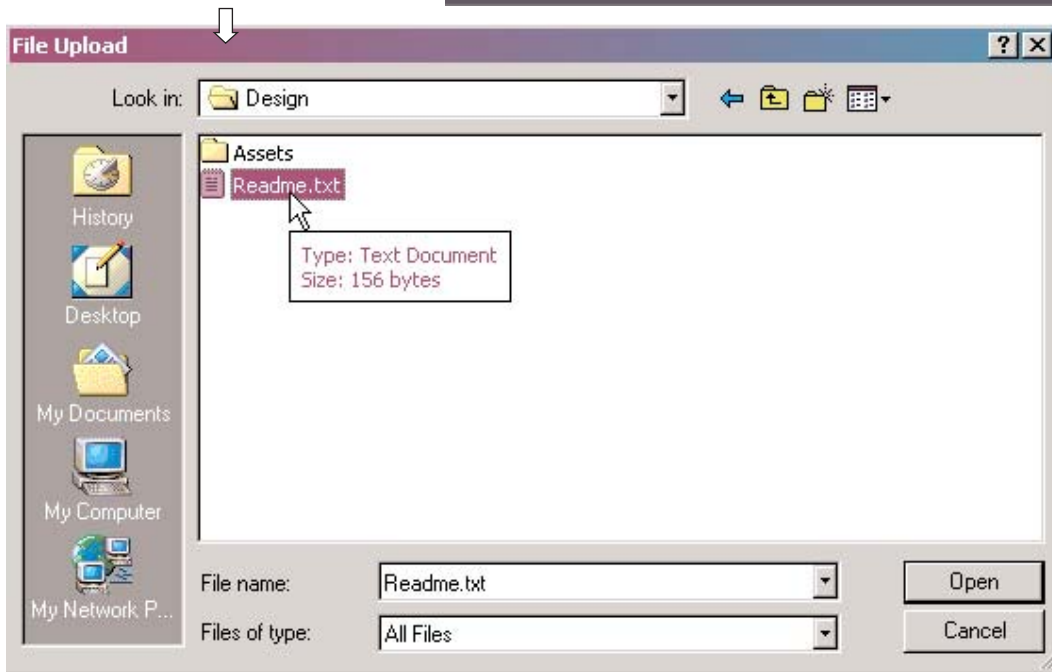 File Upload
Look in: Design
Assets
Readme.txt
Type: Text Document
Size: 156 bytes
History
Desktop
My Documents
My Computer
My Network P...
File name: Readme.txt
Open
Files of type: All Files
Cancel